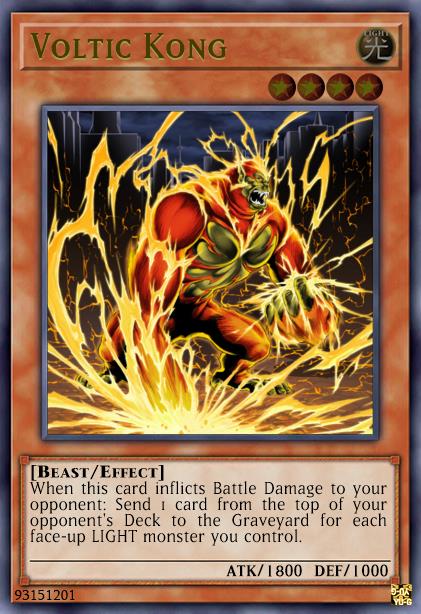 Voltic Kong
LIGHT
光
[Beast/Effect]
When this card inflicts Battle Damage to your
opponent: Send 1 card from the top of your
opponent's Deck to the Graveyard for each
face-up LIGHT monster you control.
ATK/1800 DEF/1000
93151201